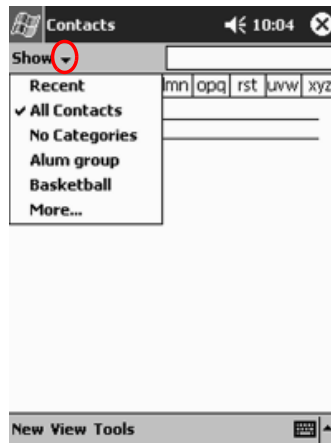 Contacts 10:04
Show
mn opq rst uvw xyz
Recent
All Contacts
No Categories
Alum group
Basketball
More...
New View Tools